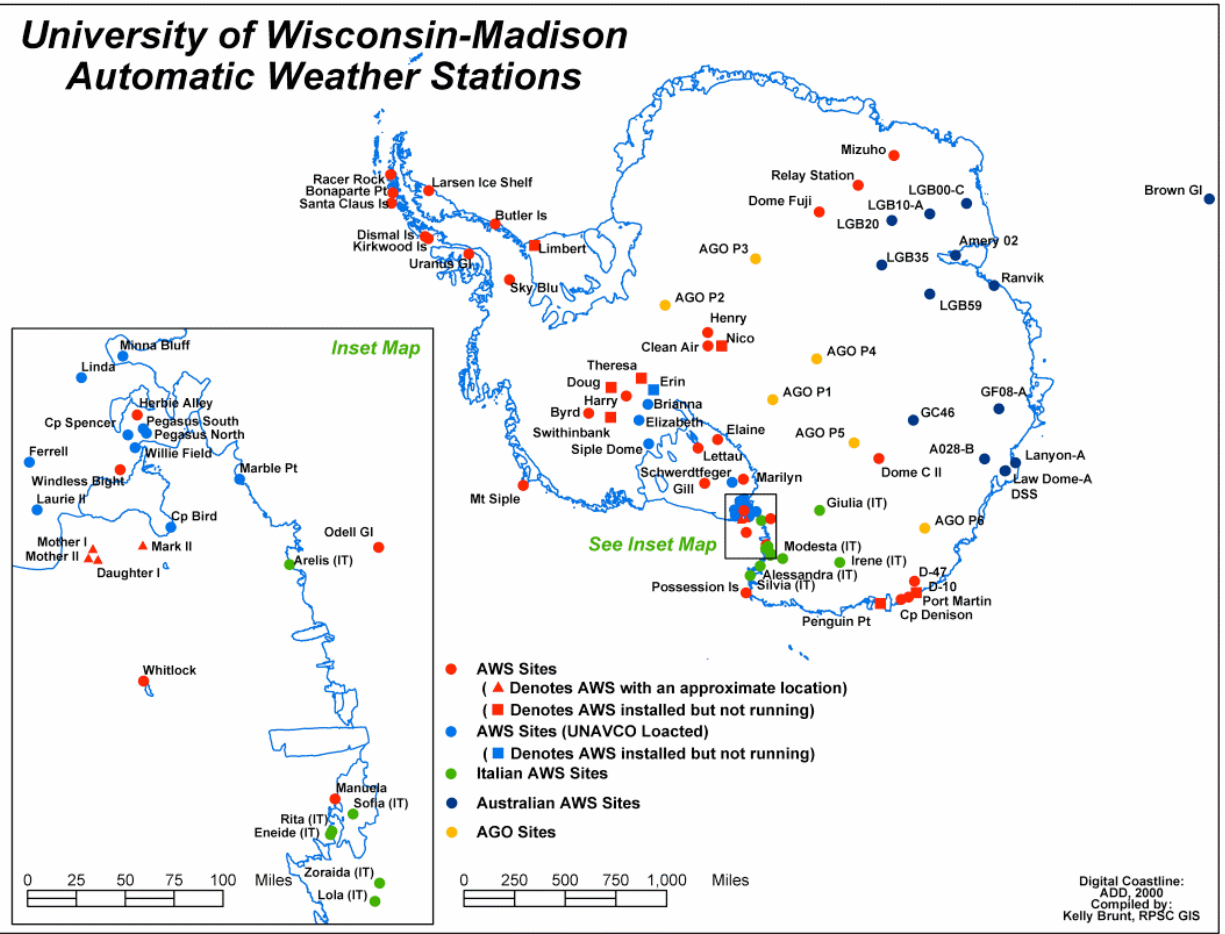 University of Wisconsin-Madison
Automatic Weather Stations
Mizuho
Relay Station
Dome Fuji
LGB00-C
LGB10-A
LGB20
Brown Gl
Amery 02
LGB35
Ranvik
LGB59
Racer Rock
Bonaparte Pt
Santa Claus Is
Larsen Ice Shelf
Butler Is
Dismal Is
Kirkwood Is
Limbert
Uranus Gl
Sky Blu
AGO P3
AGO P2
Henry
Nico
Clean Air
AGO P4
Theresa
Doug
Erin
Harry
Brianna
Byrd
Elizabeth
Swithinbank
Siple Dome
AGO P1
GF08-A
GC46
Elaine
AGO P5
Lettau
A028-B
Lanyon-A
Dome C II
Law Dome-A
DSS
Schwerdtfeger
Marilyn
Gill
Mt Siple
Giulia (IT)
AGO P6
See Inset Map
Modesta (IT)
Irene (IT)
Alessandra (IT)
Silvia (IT)
Possession Is
D-47
D-10
Port Martin
Cp Denison
Penguin Pt
Inset Map
Minna Bluff
Linda
Herbie Alley
Cp Spencer
Pegasus South
Pegasus North
Willie Field
Ferrell
Marble Pt
Windless Bight
Laurie II
Cp Bird
Odell Gl
Mother I
Mark II
Mother II
Daughter I
Arelis (IT)
Whitlock
Manuela
Sofia (IT)
Rita (IT)
Eneide (IT)
Zoraida (IT)
Lola (IT)
0 25 50 75 100 Miles
AWS Sites
( Denotes AWS with an approximate location)
( Denotes AWS installed but not running)
AWS Sites (UNAVCO Loacted)
( Denotes AWS installed but not running)
Italian AWS Sites
Australian AWS Sites
AGO Sites
0 250 500 750 1,000 Miles
Digital Coastline:
ADD, 2000
Compiled by:
Kelly Brunt, RPSC GIS